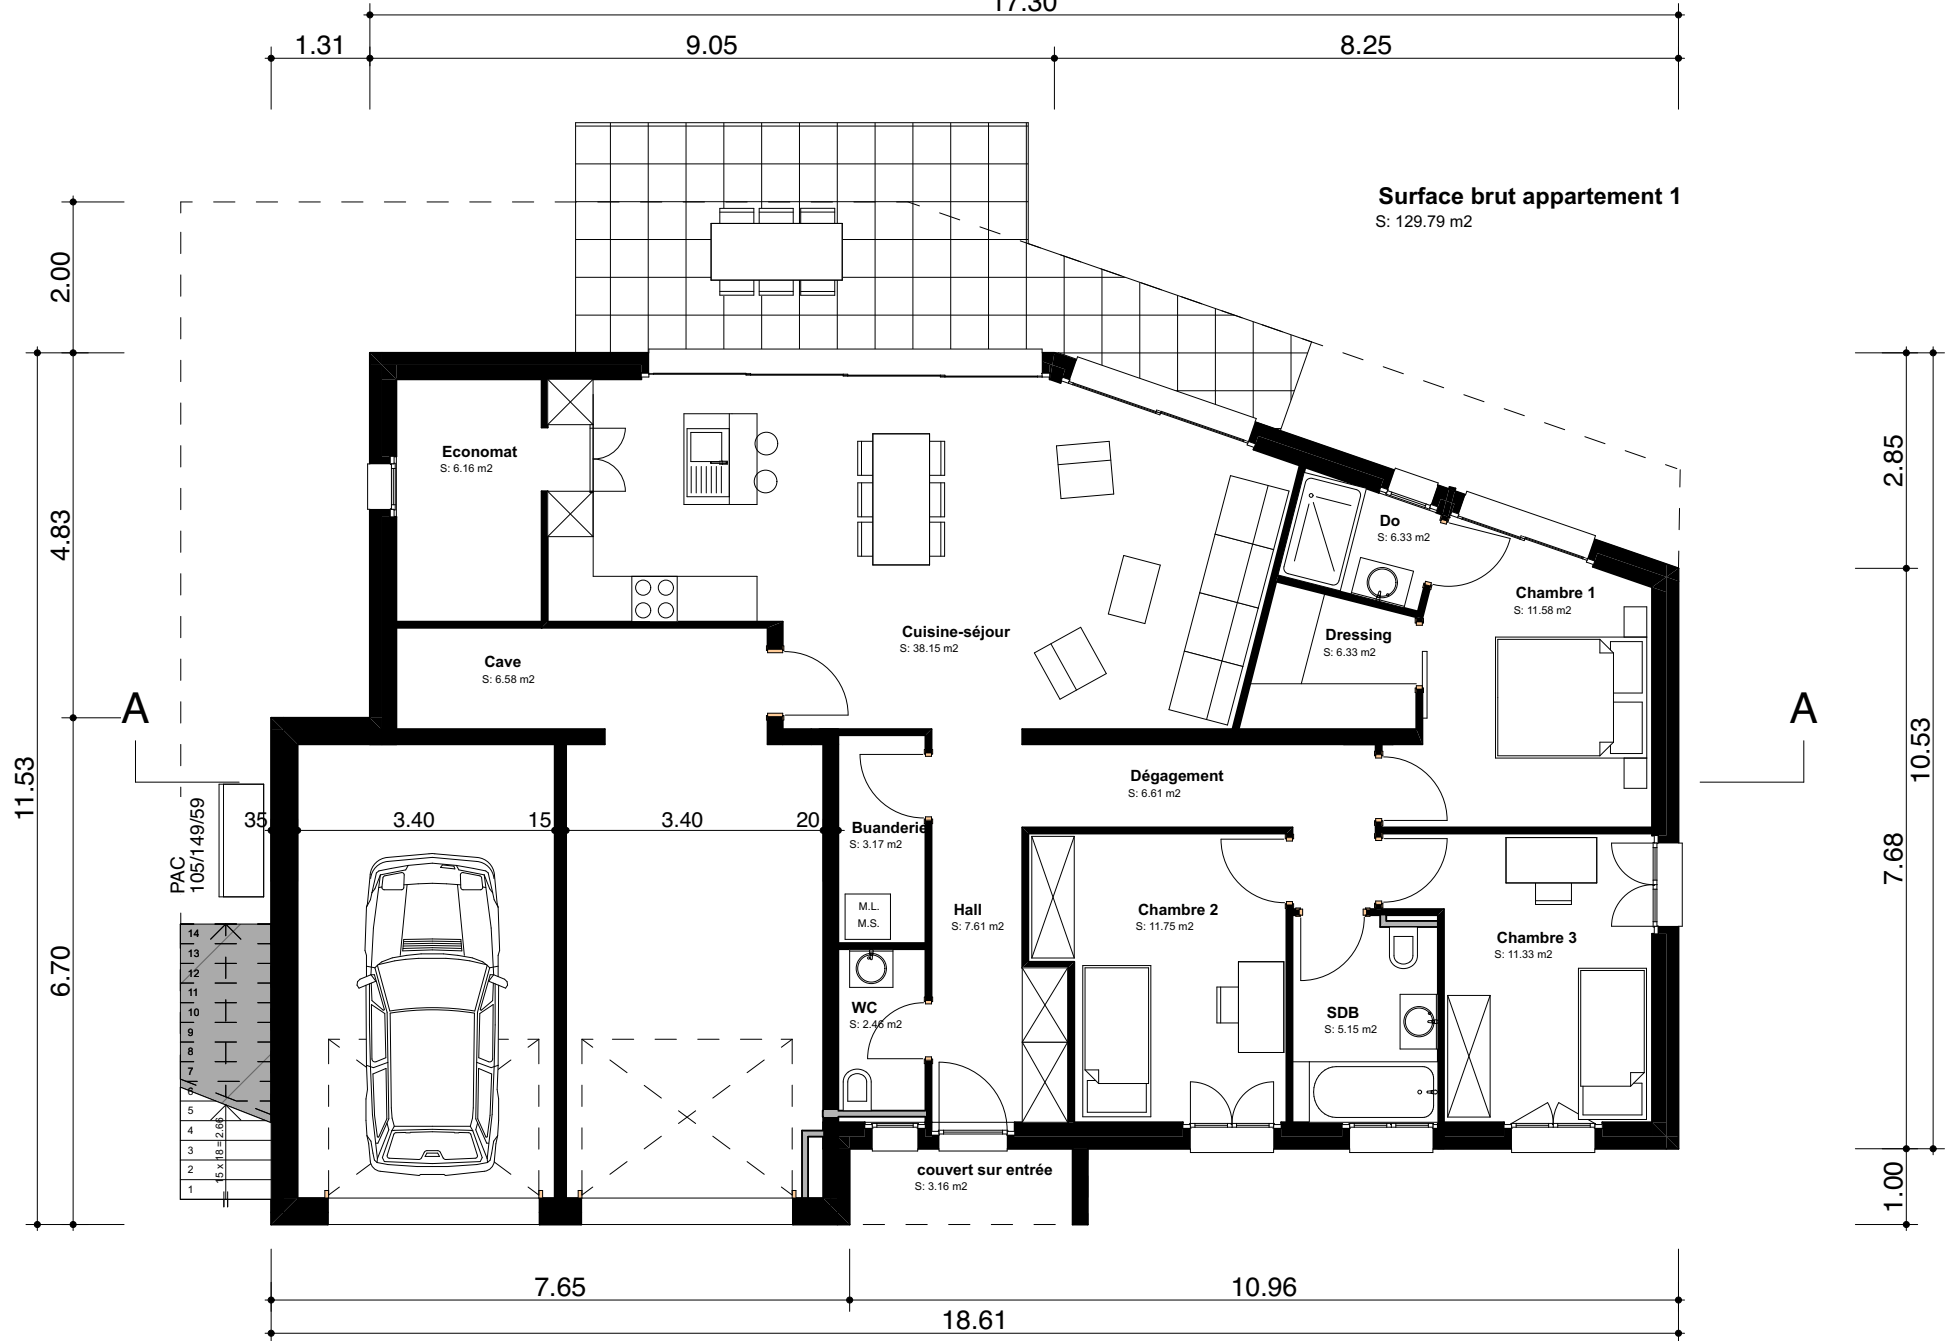 17.30
1.31
9.05
8.25
Surface brut appartement 1
S: 129.79 m2
2.00
4.83
6.70
11.53
2.85
7.68
10.53
1.00
Economat
S: 6.16 m2
Do
S: 6.33 m2
Chambre 1
S: 11.58 m2
Cuisine-séjour
S: 38.15 m2
Dressing
S: 6.33 m2
Cave
S: 6.58 m2
A
A
Dégagement
S: 6.61 m2
PAC
105/149/59
35
3.40
15
3.40
20
Buanderie
S: 3.17 m2
M.L.
M.S.
Hall
S: 7.61 m2
Chambre 2
S: 11.75 m2
Chambre 3
S: 11.33 m2
WC
S: 2.46 m2
SDB
S: 5.15 m2
14
13
12
11
10
9
8
7
6
5
4
3
2
1
15 x 18 = 2.66
couvert sur entrée
S: 3.16 m2
7.65
10.96
18.61